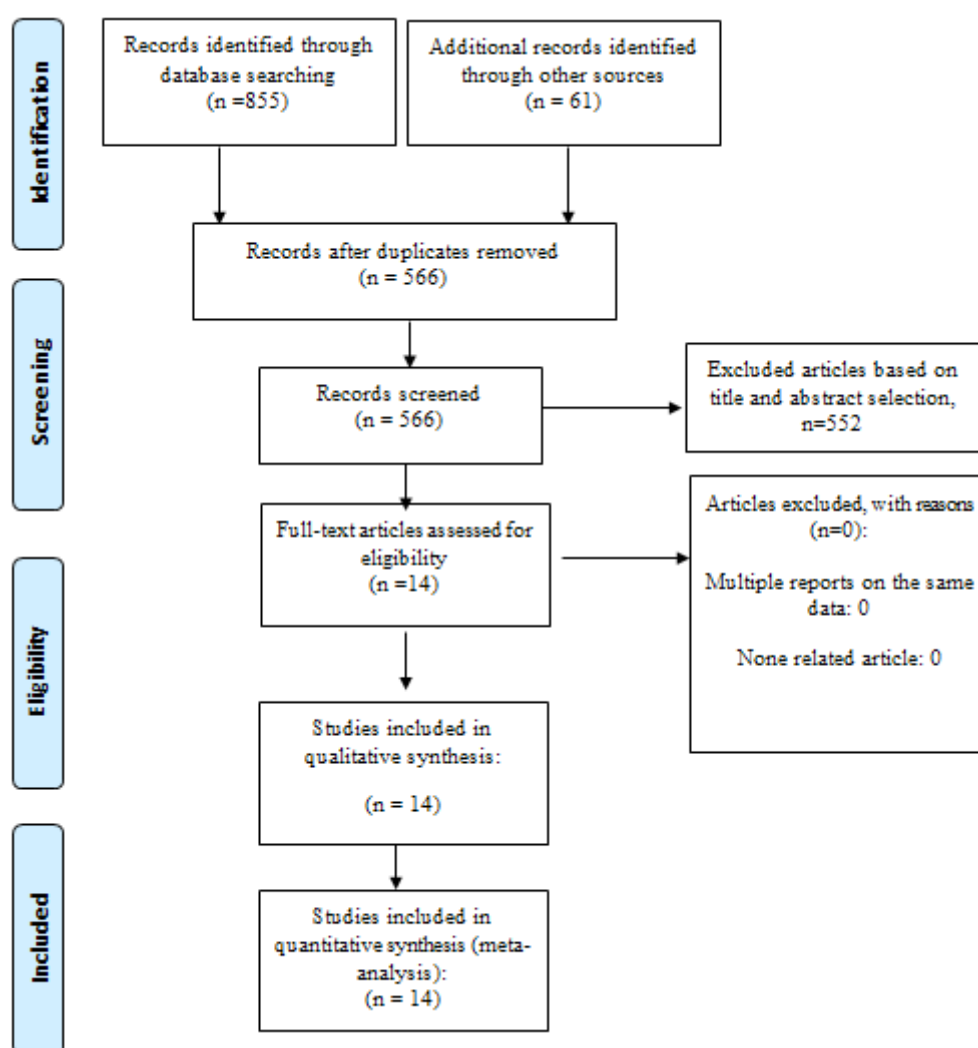 Identification
Records identified through
database searching
(n =855)
Additional records identified
through other sources
(n = 61)
Records after duplicates removed
(n = 566)
Screening
Records screened
(n = 566)
Excluded articles based on
title and abstract selection,
n=552
Full-text articles assessed for
eligibility
(n =14)
Articles excluded, with reasons
(n=0):
Multiple reports on the same
data: 0
None related article: 0
Eligibility
Studies included in
qualitative synthesis:
(n = 14)
Included
Studies included in
quantitative synthesis (meta-
analysis):
(n = 14)